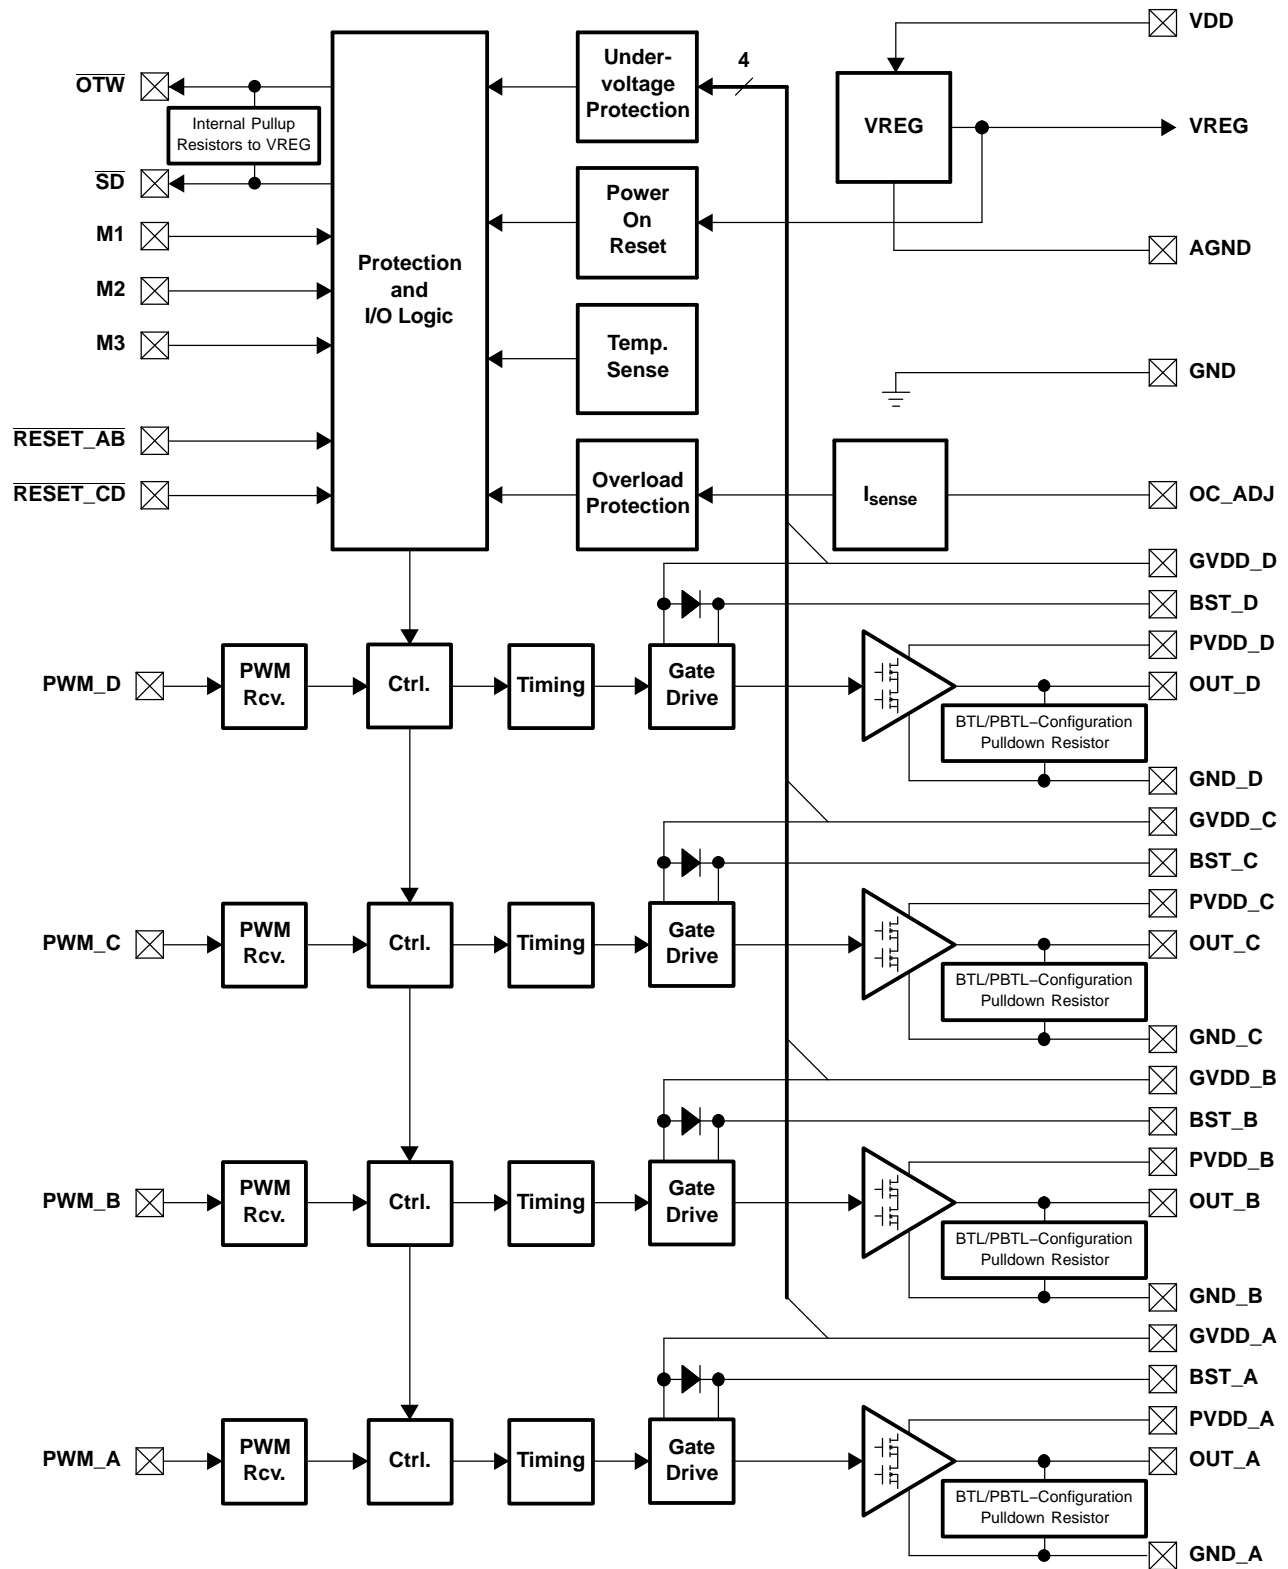 VDD
Under-
voltage
Protection
4
OTW
VREG
VREG
Internal Pullup
Resistors to VREG
SD
Power
On
Reset
M1
AGND
Protection
and
I/O Logic
M2
M3
Temp.
Sense
GND
RESET_AB
RESET_CD
Overload
Protection
Isense
OC_ADJ
GVDD_D
BST_D
PVDD_D
PWM_D
PWM
Rcv.
Ctrl.
Timing
Gate
Drive
OUT_D
BTL/PBTL–Configuration
Pulldown Resistor
GND_D
GVDD_C
BST_C
PVDD_C
PWM_C
PWM
Rcv.
Ctrl.
Timing
Gate
Drive
OUT_C
BTL/PBTL–Configuration
Pulldown Resistor
GND_C
GVDD_B
BST_B
PVDD_B
PWM_B
PWM
Rcv.
Ctrl.
Timing
Gate
Drive
OUT_B
BTL/PBTL–Configuration
Pulldown Resistor
GND_B
GVDD_A
BST_A
PVDD_A
PWM_A
PWM
Rcv.
Ctrl.
Timing
Gate
Drive
OUT_A
BTL/PBTL–Configuration
Pulldown Resistor
GND_A